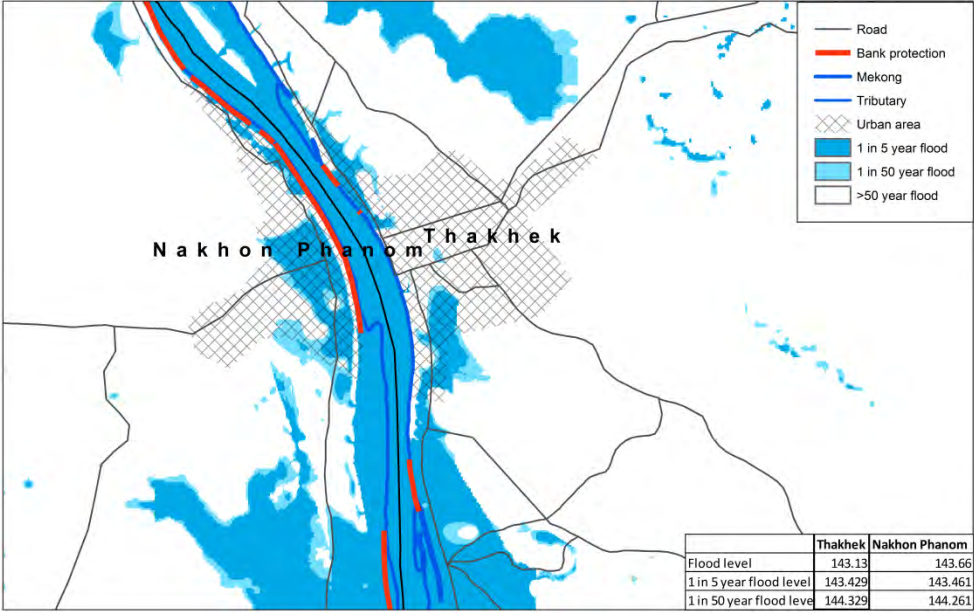 Road
Bank protection
Mekong
Tributary
Urban area
1 in 5 year flood
1 in 50 year flood
>50 year flood
Nakhon Phanom
Thakhek
Thakhek Nakhon Phanom
Flood level 143.13 143.66
1 in 5 year flood level 143.429 143.461
1 in 50 year flood leve 144.329 144.261